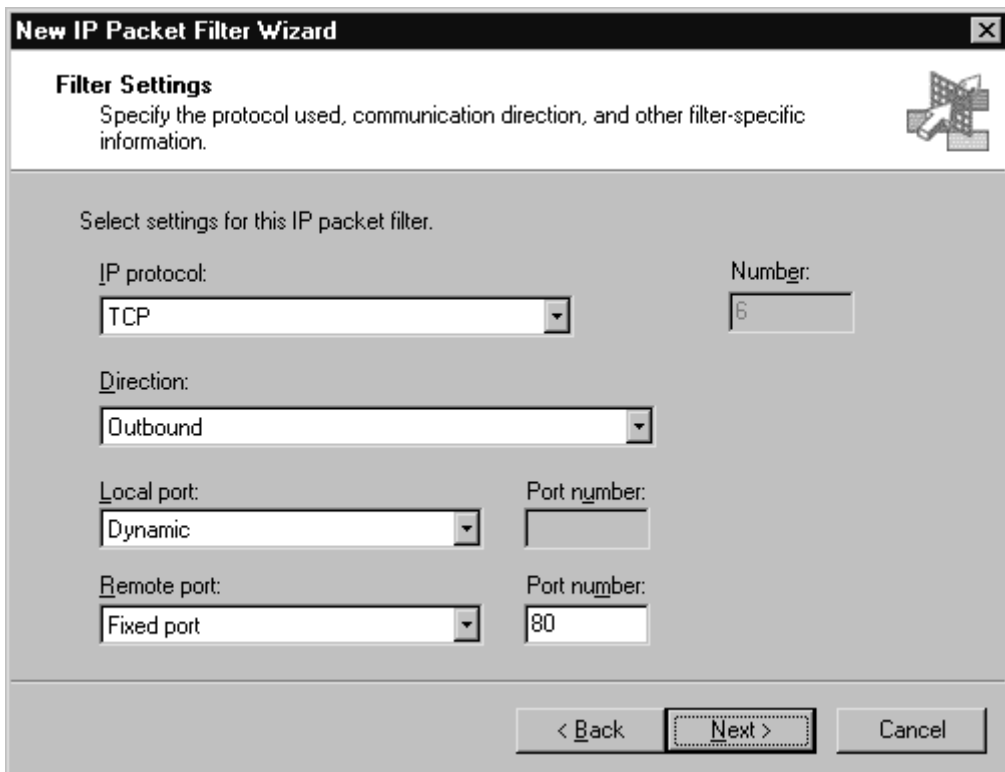 New IP Packet Filter Wizard
Filter Settings
Specify the protocol used, communication direction, and other filter-specific
information.
Select settings for this IP packet filter.
IP protocol: Number:
TCP 6
Direction:
Outbound
Local port: Port number:
Dynamic
Remote port: Port number:
Fixed port 80
< Back Next > Cancel